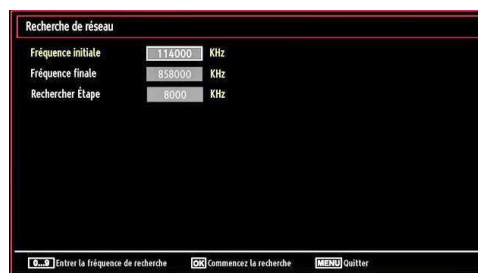 Recherche de réseau
Fréquence initiale 114000 KHz
Fréquence finale 858000 KHz
Rechercher Étape 8000 KHz
0...9 Entrer la fréquence de recherche OK Commencez la recherche MENU Quitter